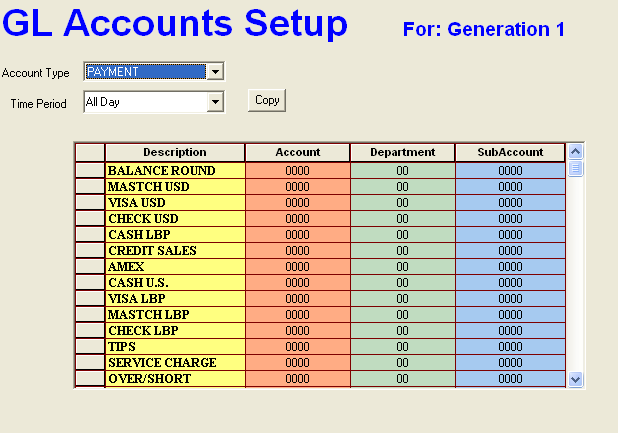 GL Accounts Setup For: Generation 1
Account Type PAYMENT
Time Period All Day Copy
Description Account Department SubAccount
BALANCE ROUND 0000 00 0000
MASTCH USD 0000 00 0000
VISA USD 0000 00 0000
CHECK USD 0000 00 0000
CASH LBP 0000 00 0000
CREDIT SALES 0000 00 0000
AMEX 0000 00 0000
CASH U.S. 0000 00 0000
VISA LBP 0000 00 0000
MASTCH LBP 0000 00 0000
CHECK LBP 0000 00 0000
TIPS 0000 00 0000
SERVICE CHARGE 0000 00 0000
OVER/SHORT 0000 00 0000